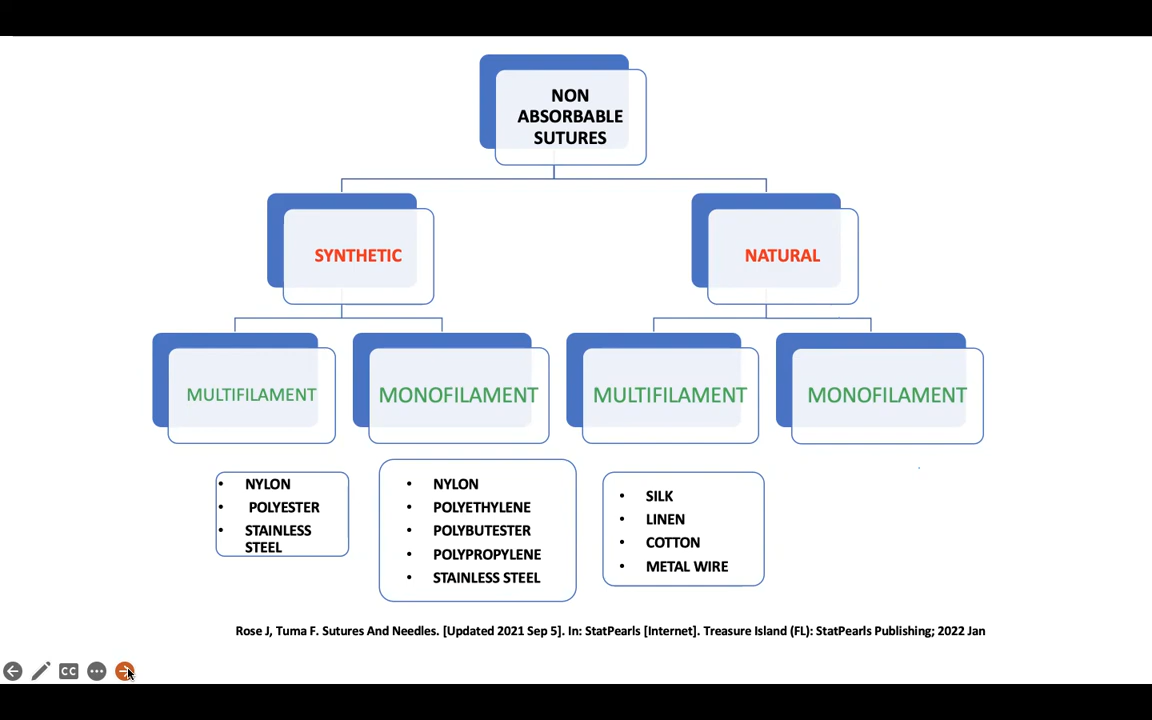 NON
ABSORBABLE
SUTURES
SYNTHETIC
NATURAL
MULTIFILAMENT
MONOFILAMENT
MULTIFILAMENT
MONOFILAMENT
• NYLON
• POLYESTER
• STAINLESS
STEEL
• NYLON
• POLYETHYLENE
• POLYBUTESTER
• POLYPROPYLENE
• STAINLESS STEEL
• SILK
• LINEN
• COTTON
• METAL WIRE
Rose J, Tuma F. Sutures And Needles. [Updated 2021 Sep 5]. In: StatPearls [Internet]. Treasure Island (FL): StatPearls Publishing; 2022 Jan
CC